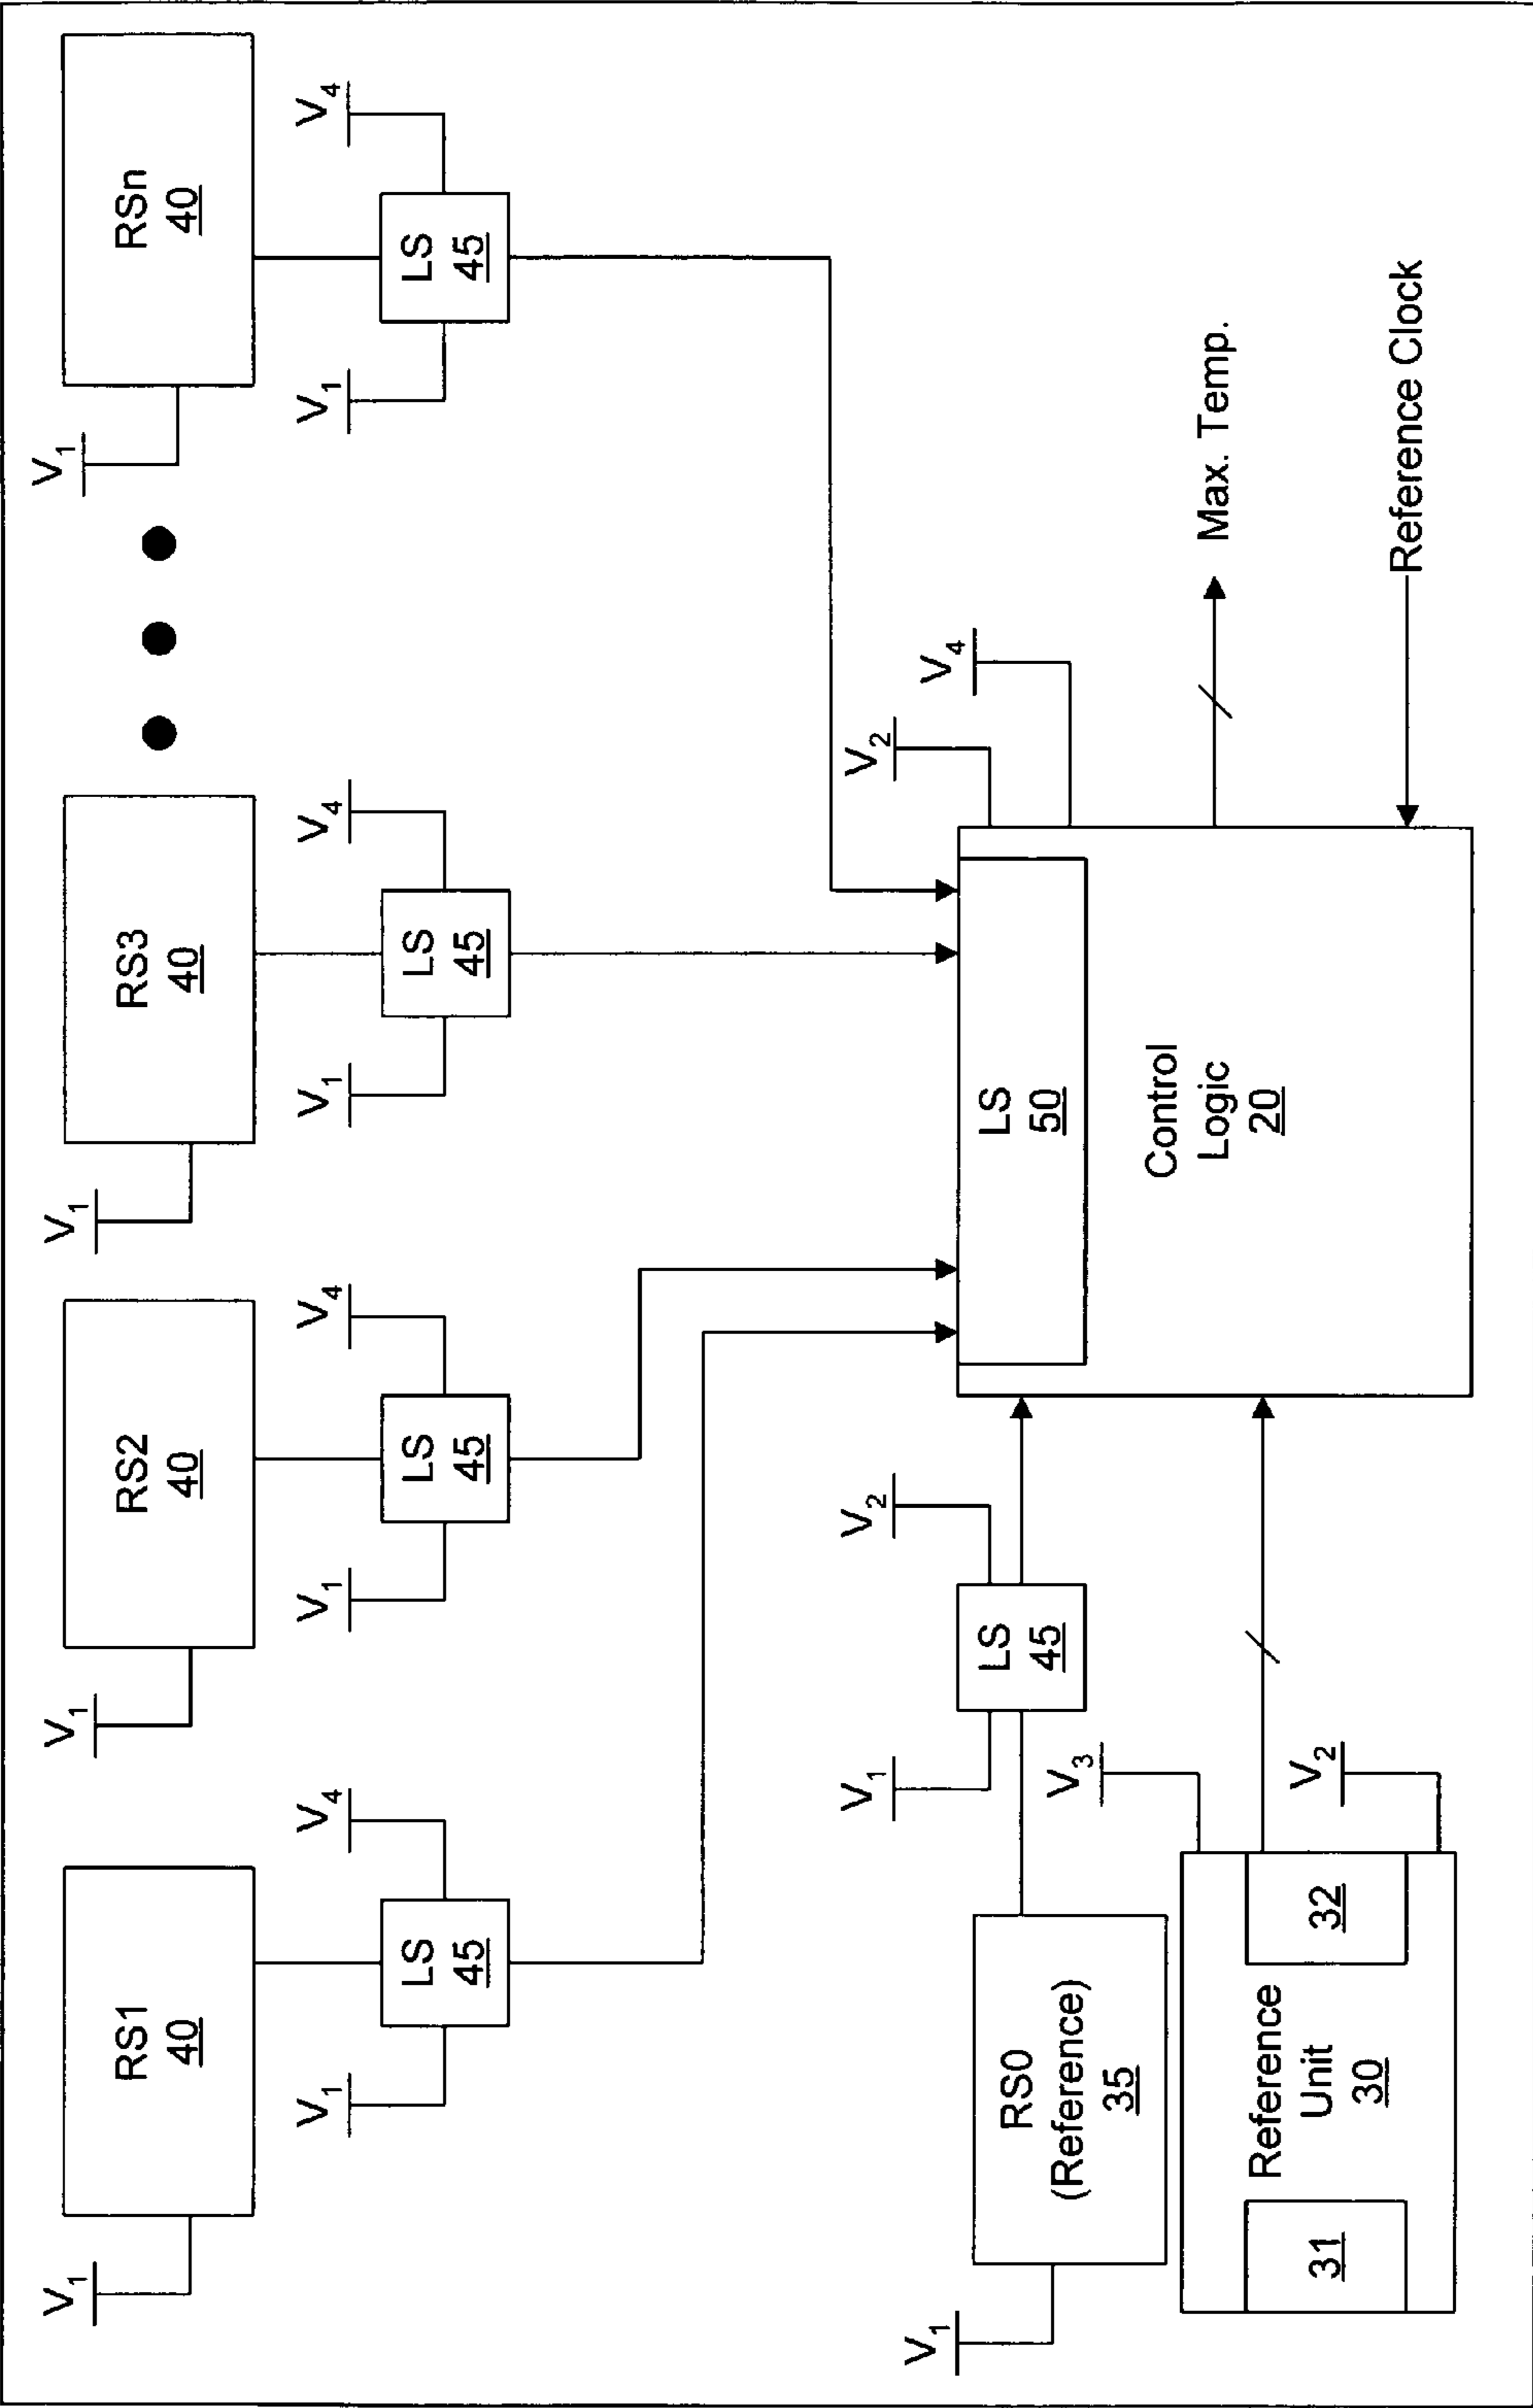 RS1
40
RS2
40
RS3
40
RSn
40
V1
V1
V1
V1
V1
LS
45
V4
V1
LS
45
V4
V1
LS
45
V4
V1
LS
45
V4
V1
RS0
(Reference)
35
V1
LS
45
V2
V3
V2
31
Reference
Unit
30
32
LS
50
Control
Logic
20
V2
V4
Max. Temp.
Reference Clock